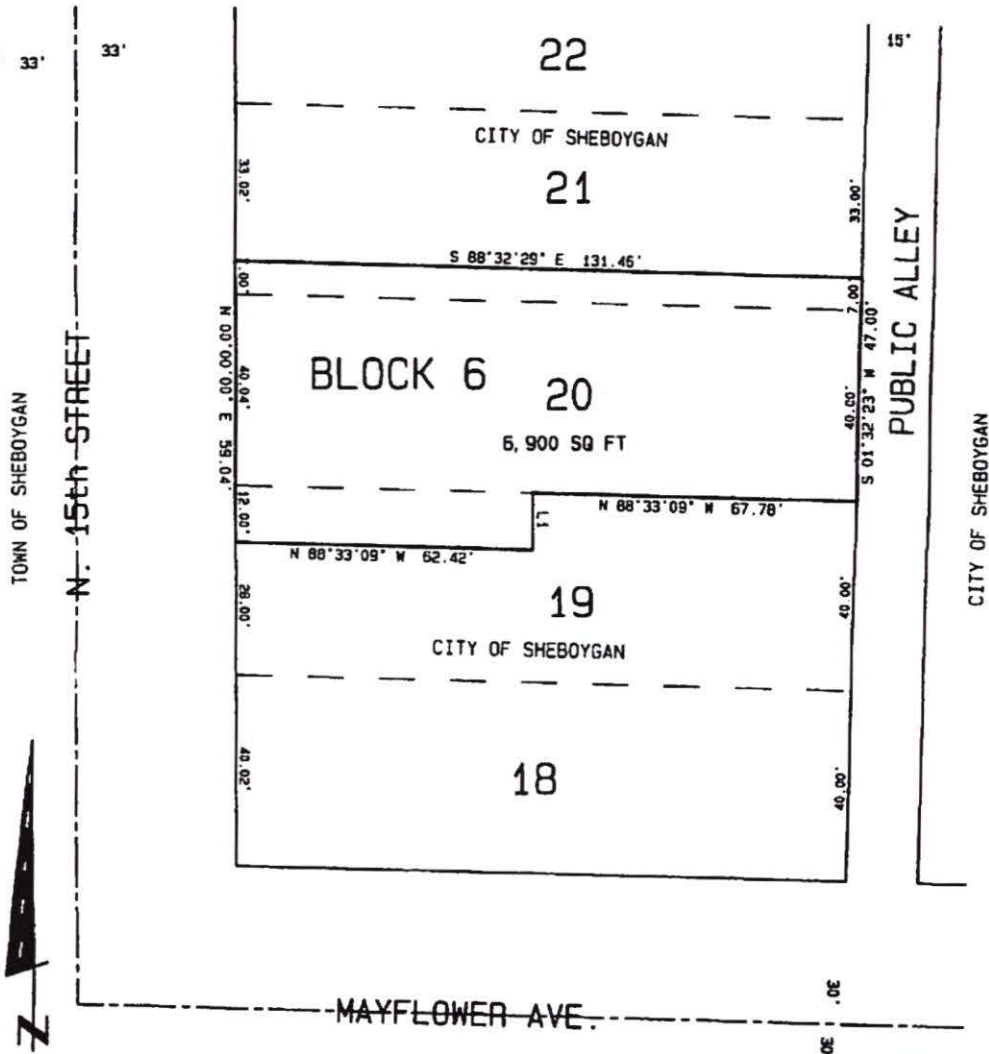 33'
33'
22
15'
CITY OF SHEBOYGAN
33.02'
21
33.00'
S 88°32'29" E 131.46'
.00'
7.00'
N 00°00'00" E 59.04'
40.04'
BLOCK 6
20
6,900 SQ FT
40.00'
S 01°32'23" W 47.00'
PUBLIC ALLEY
TOWN OF SHEBOYGAN
N. 15th STREET
CITY OF SHEBOYGAN
12.00'
L1
N 88°33'09" W 67.78'
N 88°33'09" W 62.42'
28.00'
19
40.00'
CITY OF SHEBOYGAN
40.02'
18
40.00'
Z
MAYFLOWER AVE.
30'
30